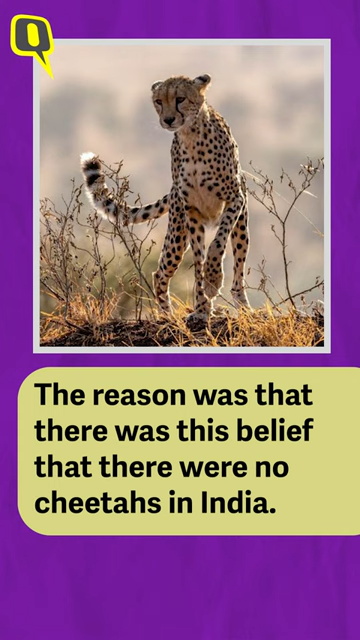 Q
The reason was that
there was this belief
that there were no
cheetahs in India.